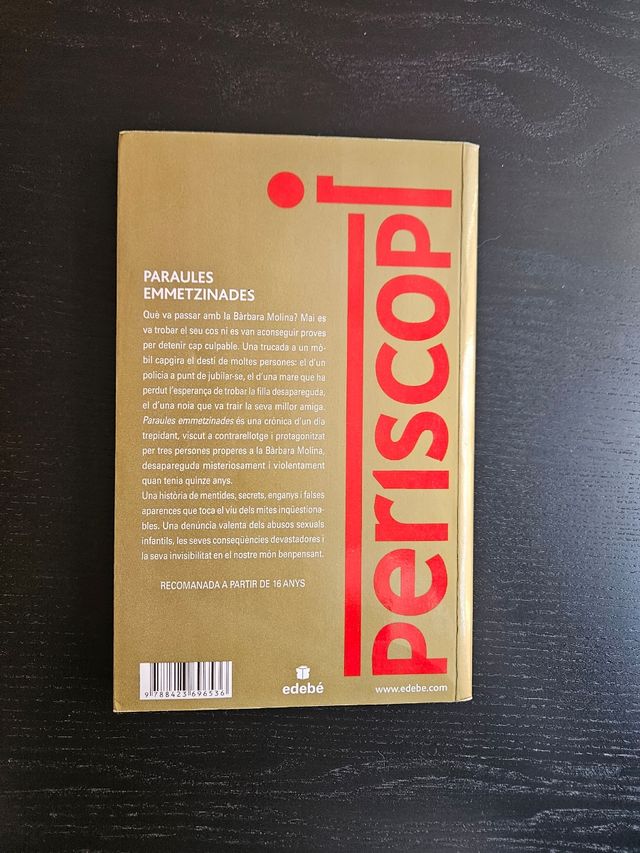 PARAULES
EMMETZINADES
Què va passar amb la Bàrbara Molina? Mai es
va trobar el seu cos ni es van aconseguir proves
per detenir cap culpable. Una trucada a un mò-
bil capgira el destí de moltes persones: el d'un
policia a punt de jubilar-se, el d'una mare que ha
perdut l'esperança de trobar la filla desapareguda,
el d'una noia que va trair la seva millor amiga.
Paraules emmetzinades és una crònica d'un dia
trepidant, viscut a contrarellotge i protagonitzat
per tres persones properes a la Bàrbara Molina,
desapareguda misteriosament i violentament
quan tenia quinze anys.
Una història de mentides, secrets, enganys i falses
aparences que toca el viu dels mites inqüestiona-
bles. Una denúncia valenta dels abusos sexuals
infantils, les seves conseqüències devastadores i
la seva invisibilitat en el nostre món benpensant.
RECOMANADA A PARTIR DE 16 ANYS
9 788423 696536
edebé
www.edebe.com
periscopi